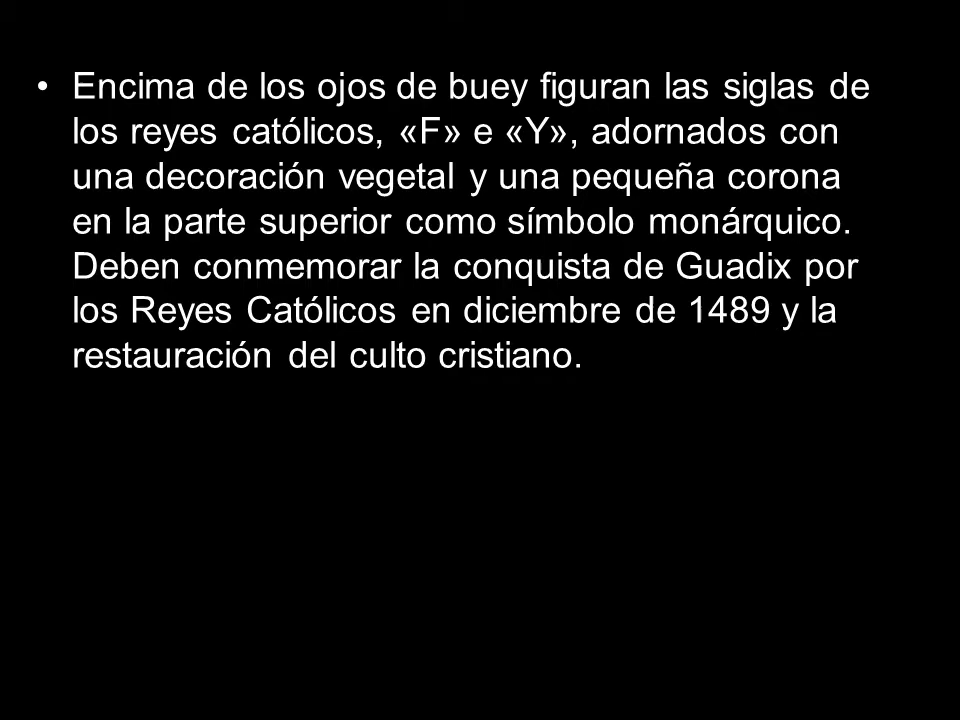 • Encima de los ojos de buey figuran las siglas de
los reyes católicos, «F» e «Y», adornados con
una decoración vegetal y una pequeña corona
en la parte superior como símbolo monárquico.
Deben conmemorar la conquista de Guadix por
los Reyes Católicos en diciembre de 1489 y la
restauración del culto cristiano.